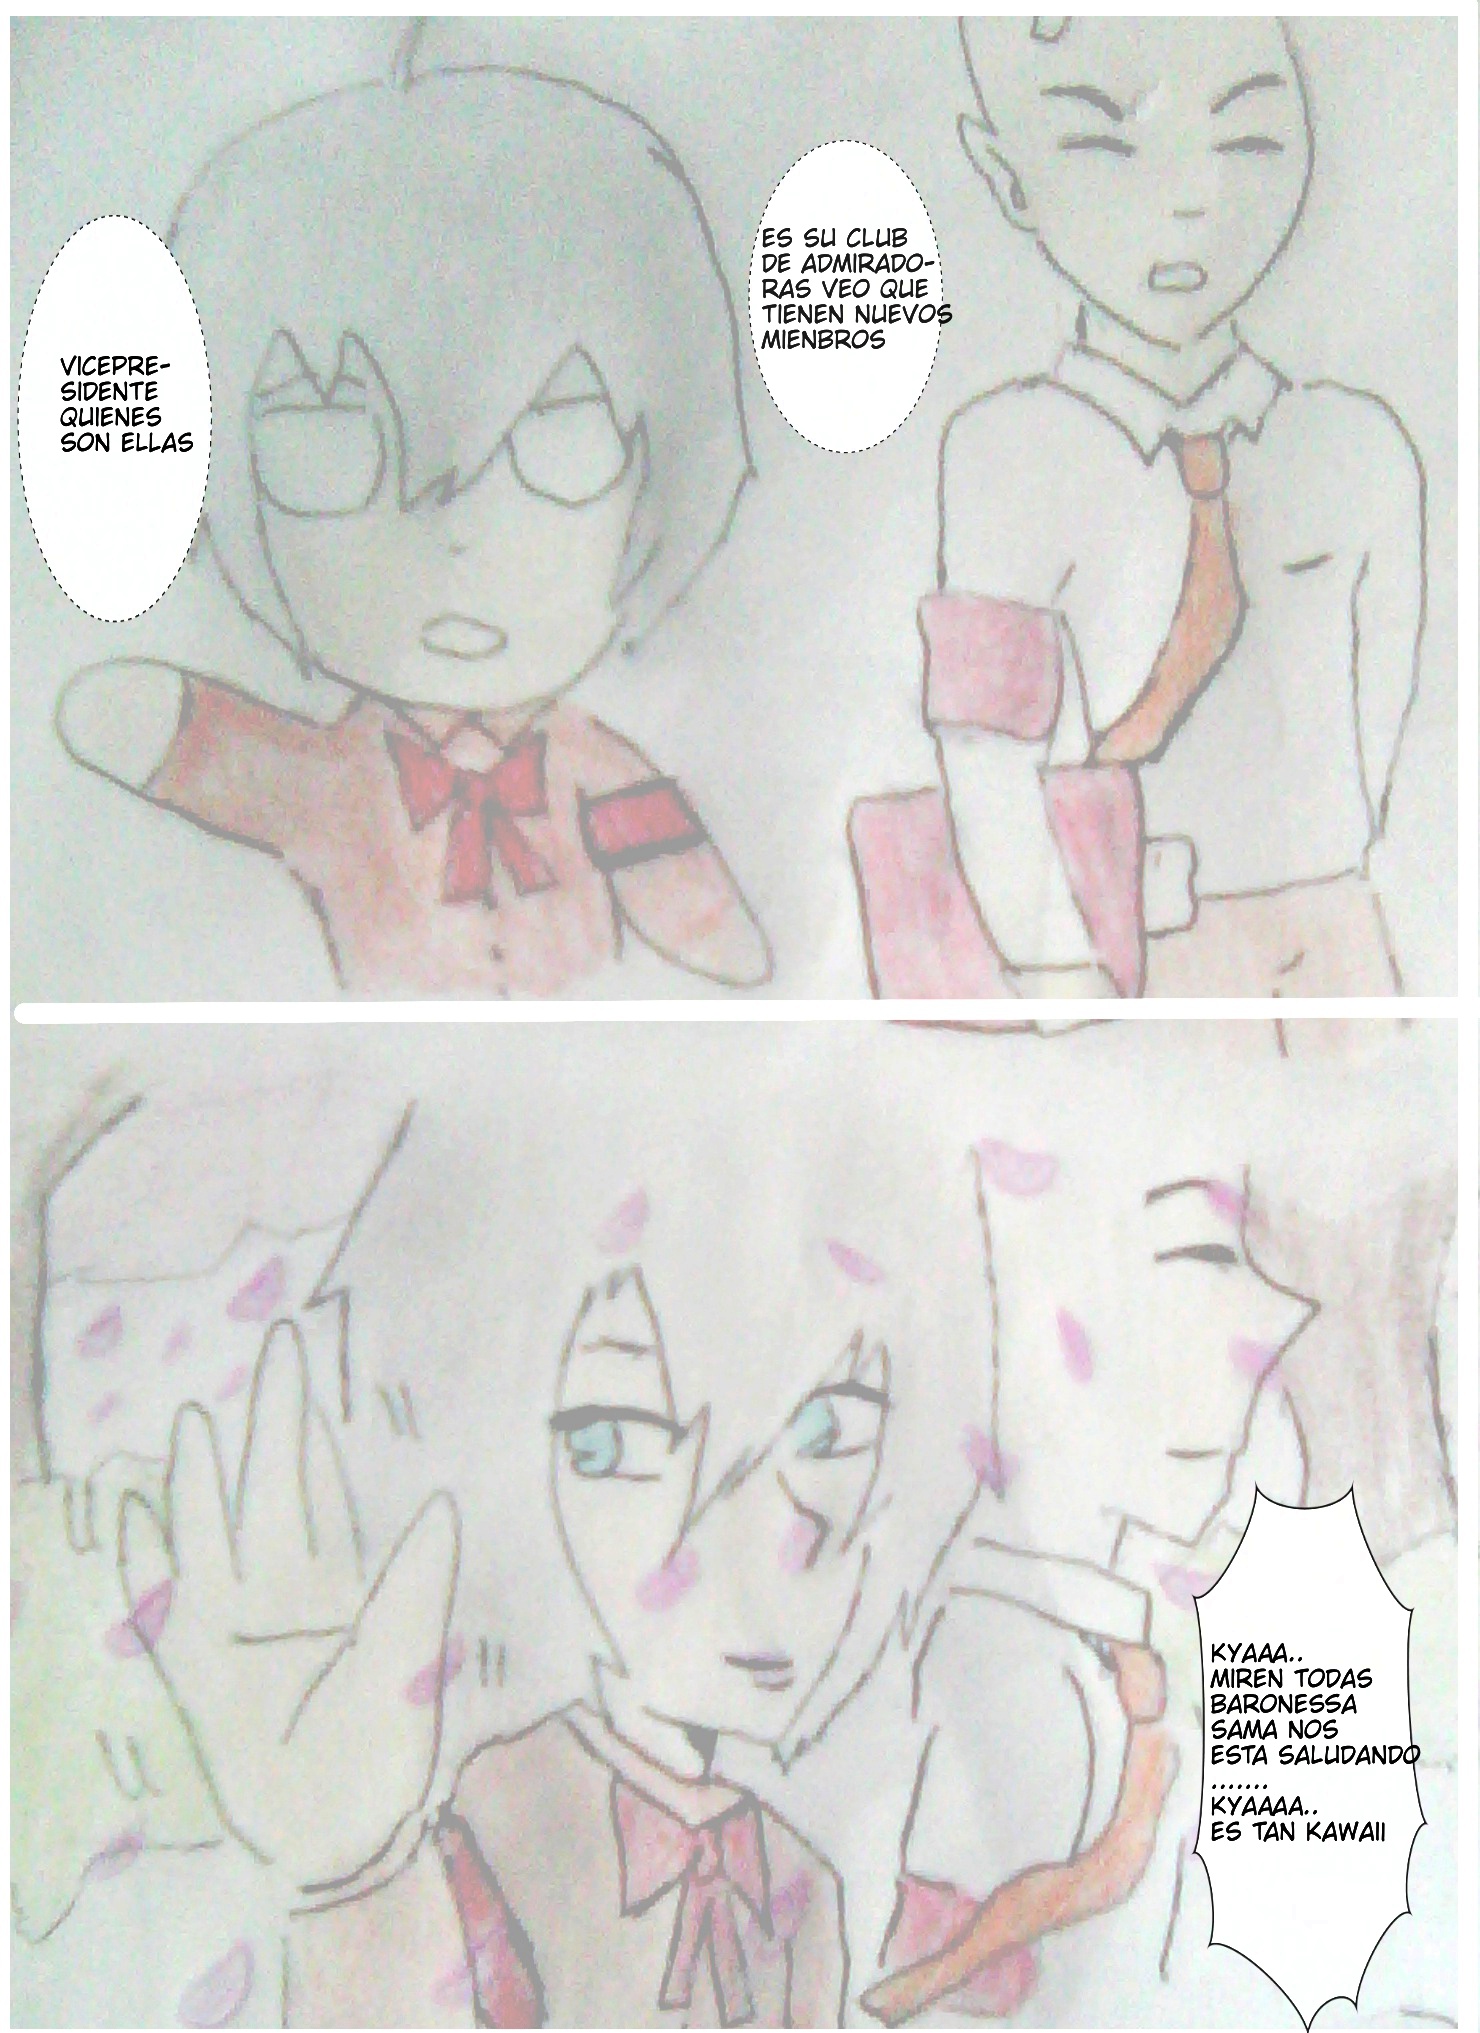 VICEPRE-
SIDENTE
QUIENES
SON ELLAS
ES SU CLUB
DE ADMIRADO-
RAS VEO QUE
TIENEN NUEVOS
MIENBROS
KYAAA..
MIREN TODAS
BARONESSA
SAMA NOS
ESTA SALUDANDO
.......
KYAAAA..
ES TAN KAWAII